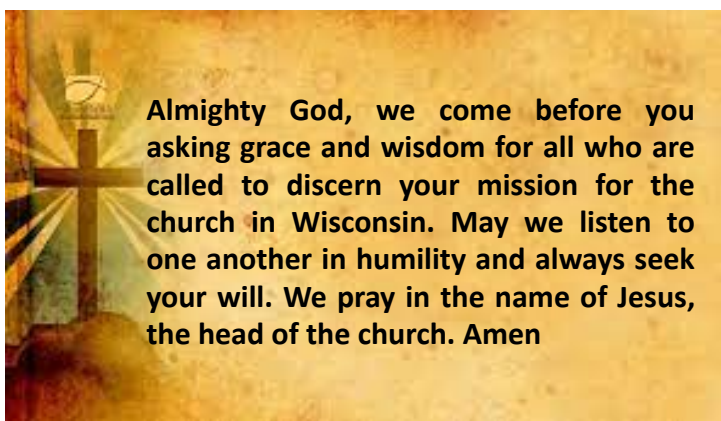 Almighty God, we come before you
asking grace and wisdom for all who are
called to discern your mission for the
church in Wisconsin. May we listen to
one another in humility and always seek
your will. We pray in the name of Jesus,
the head of the church. Amen